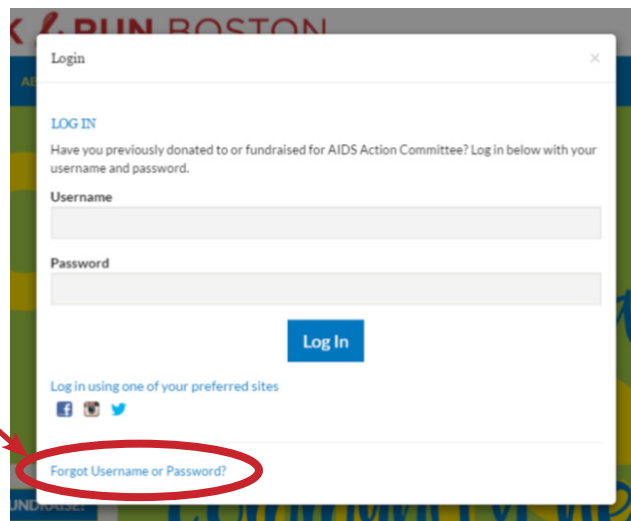 K & RUN BOSTON
Login ×
AB
LOG IN
Have you previously donated to or fundraised for AIDS Action Committee? Log in below with your
username and password.
Username
Password
Log In
Log in using one of your preferred sites
Forgot Username or Password?